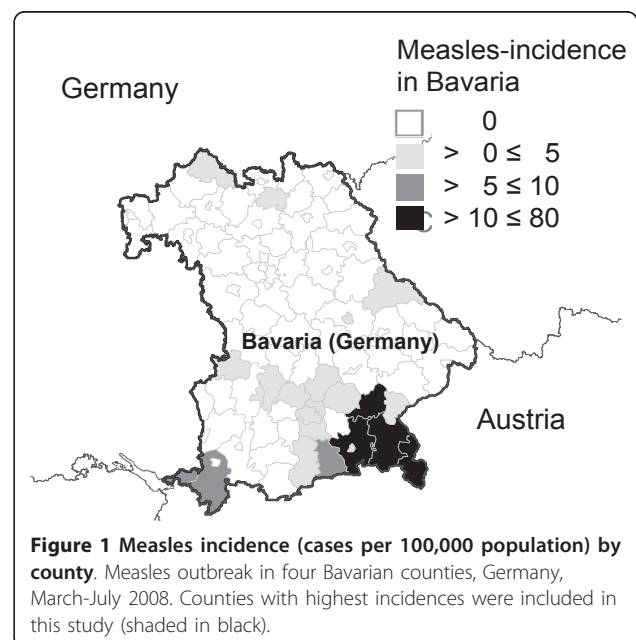 Germany
Measles-incidence
in Bavaria
0
> 0 ≤ 5
> 5 ≤ 10
> 10 ≤ 80
Bavaria (Germany)
Austria
Figure 1 Measles incidence (cases per 100,000 population) by
county. Measles outbreak in four Bavarian counties, Germany,
March-July 2008. Counties with highest incidences were included in
this study (shaded in black).